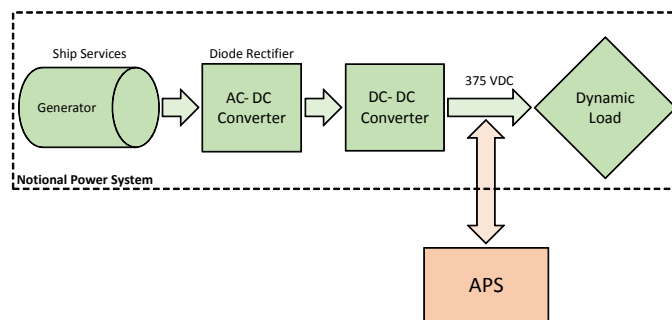 Ship Services
Diode Rectifier
375 VDC
Generator
AC- DC
Converter
DC- DC
Converter
Dynamic
Load
Notional Power System
APS